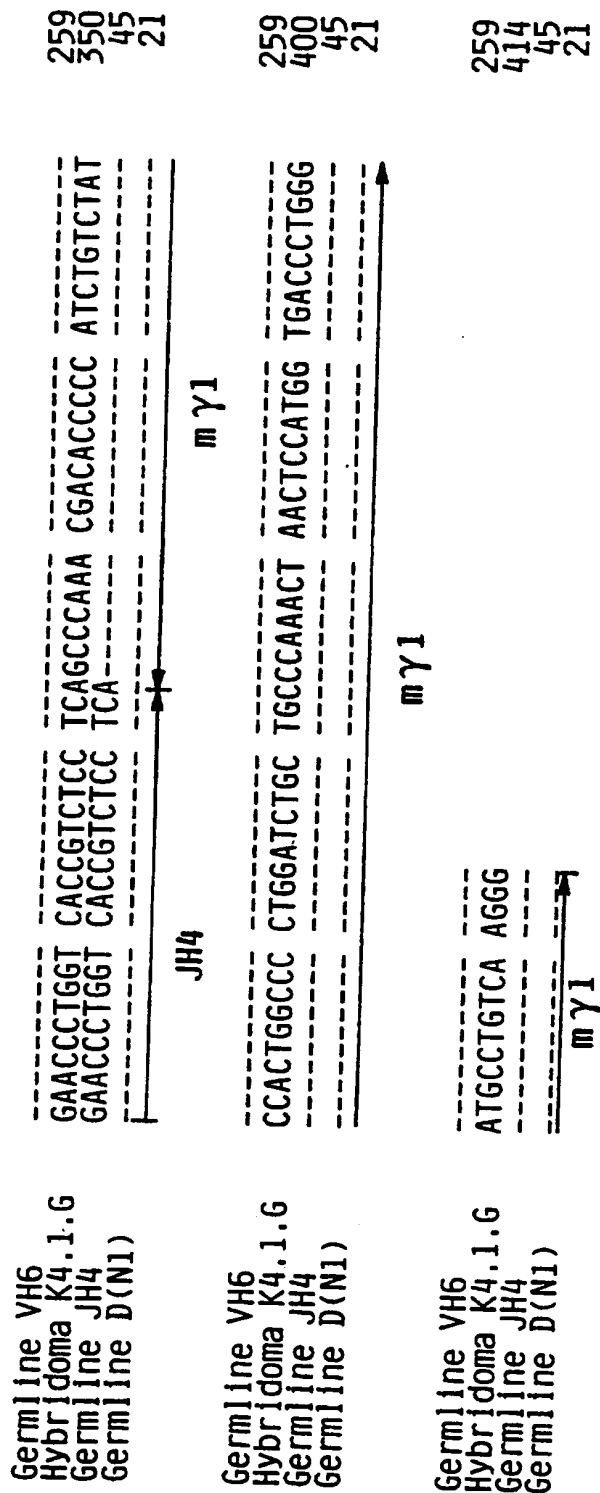 Germline VH6 ---------- ---------- ---------- ---------- ---------- 259
Hybridoma K4.1.G GAACCCTGGT CACCGTCTCC TCAGCCCAAA CGACACCCCC ATCTGTCTAT 350
Germline JH4 GAACCCTGGT CACCGTCTCC TCA------- ---------- ---------- 45
Germline D(N1) ---------- ---------- ---------- ---------- ---------- 21
JH4 mγ1
Germline VH6 ---------- ---------- ---------- ---------- ---------- 259
Hybridoma K4.1.G CCACTGGCCC CTGGATCTGC TGCCCAAACT AACTCCATGG TGACCCTGGG 400
Germline JH4 ---------- ---------- ---------- ---------- ---------- 45
Germline D(N1) ---------- ---------- ---------- ---------- ---------- 21
mγ1
Germline VH6 ---------- ---- 259
Hybridoma K4.1.G ATGCCTGTCA AGGG 414
Germline JH4 ---------- ---- 45
Germline D(N1) ---------- ---- 21
mγ1